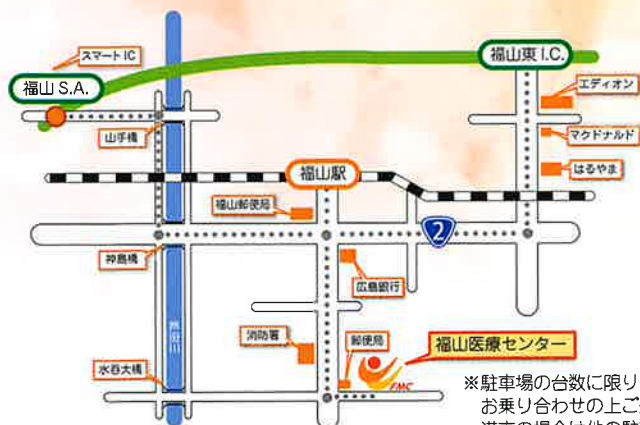 スマートIC
福山 S.A.
福山東 I.C.
エディオン
山手橋
マクドナルド
はるやま
福山駅
福山郵便局
2
神島橋
広島銀行
芦田川
消防署
郵便局
福山医療センター
FMC
水呑大橋
※駐車場の台数に限り
お乗り合わせの上ご